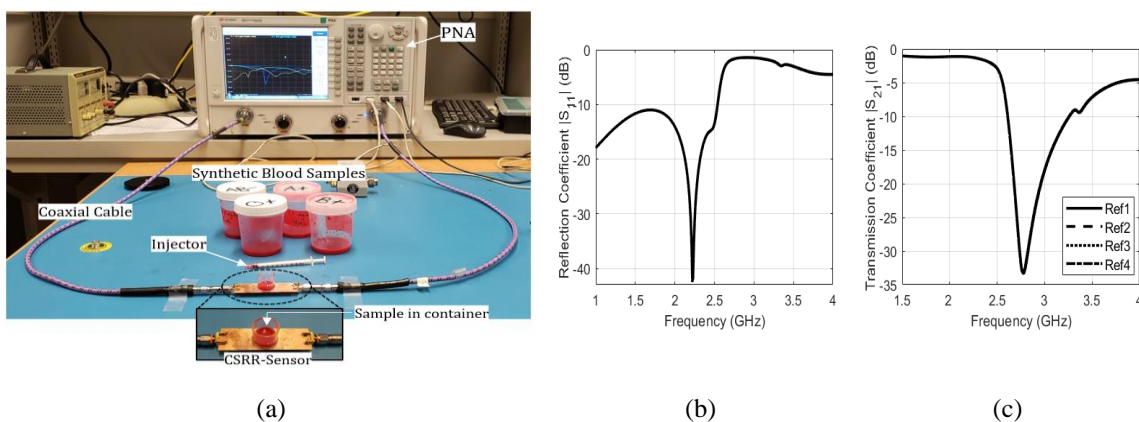 PNA
Synthetic Blood Samples
AB-
A+
O+
B+
Coaxial Cable
Injector
Sample in container
CSRR-Sensor
(a)
Reflection Coefficient |S11| (dB)
0
-10
-20
-30
-40
1 1.5 2 2.5 3 3.5 4
Frequency (GHz)
(b)
Transmission Coefficient |S21| (dB)
0
-5
-10
-15
-20
-25
-30
-35
1.5 2 2.5 3 3.5 4
Frequency (GHz)
Ref1
Ref2
Ref3
Ref4
(c)